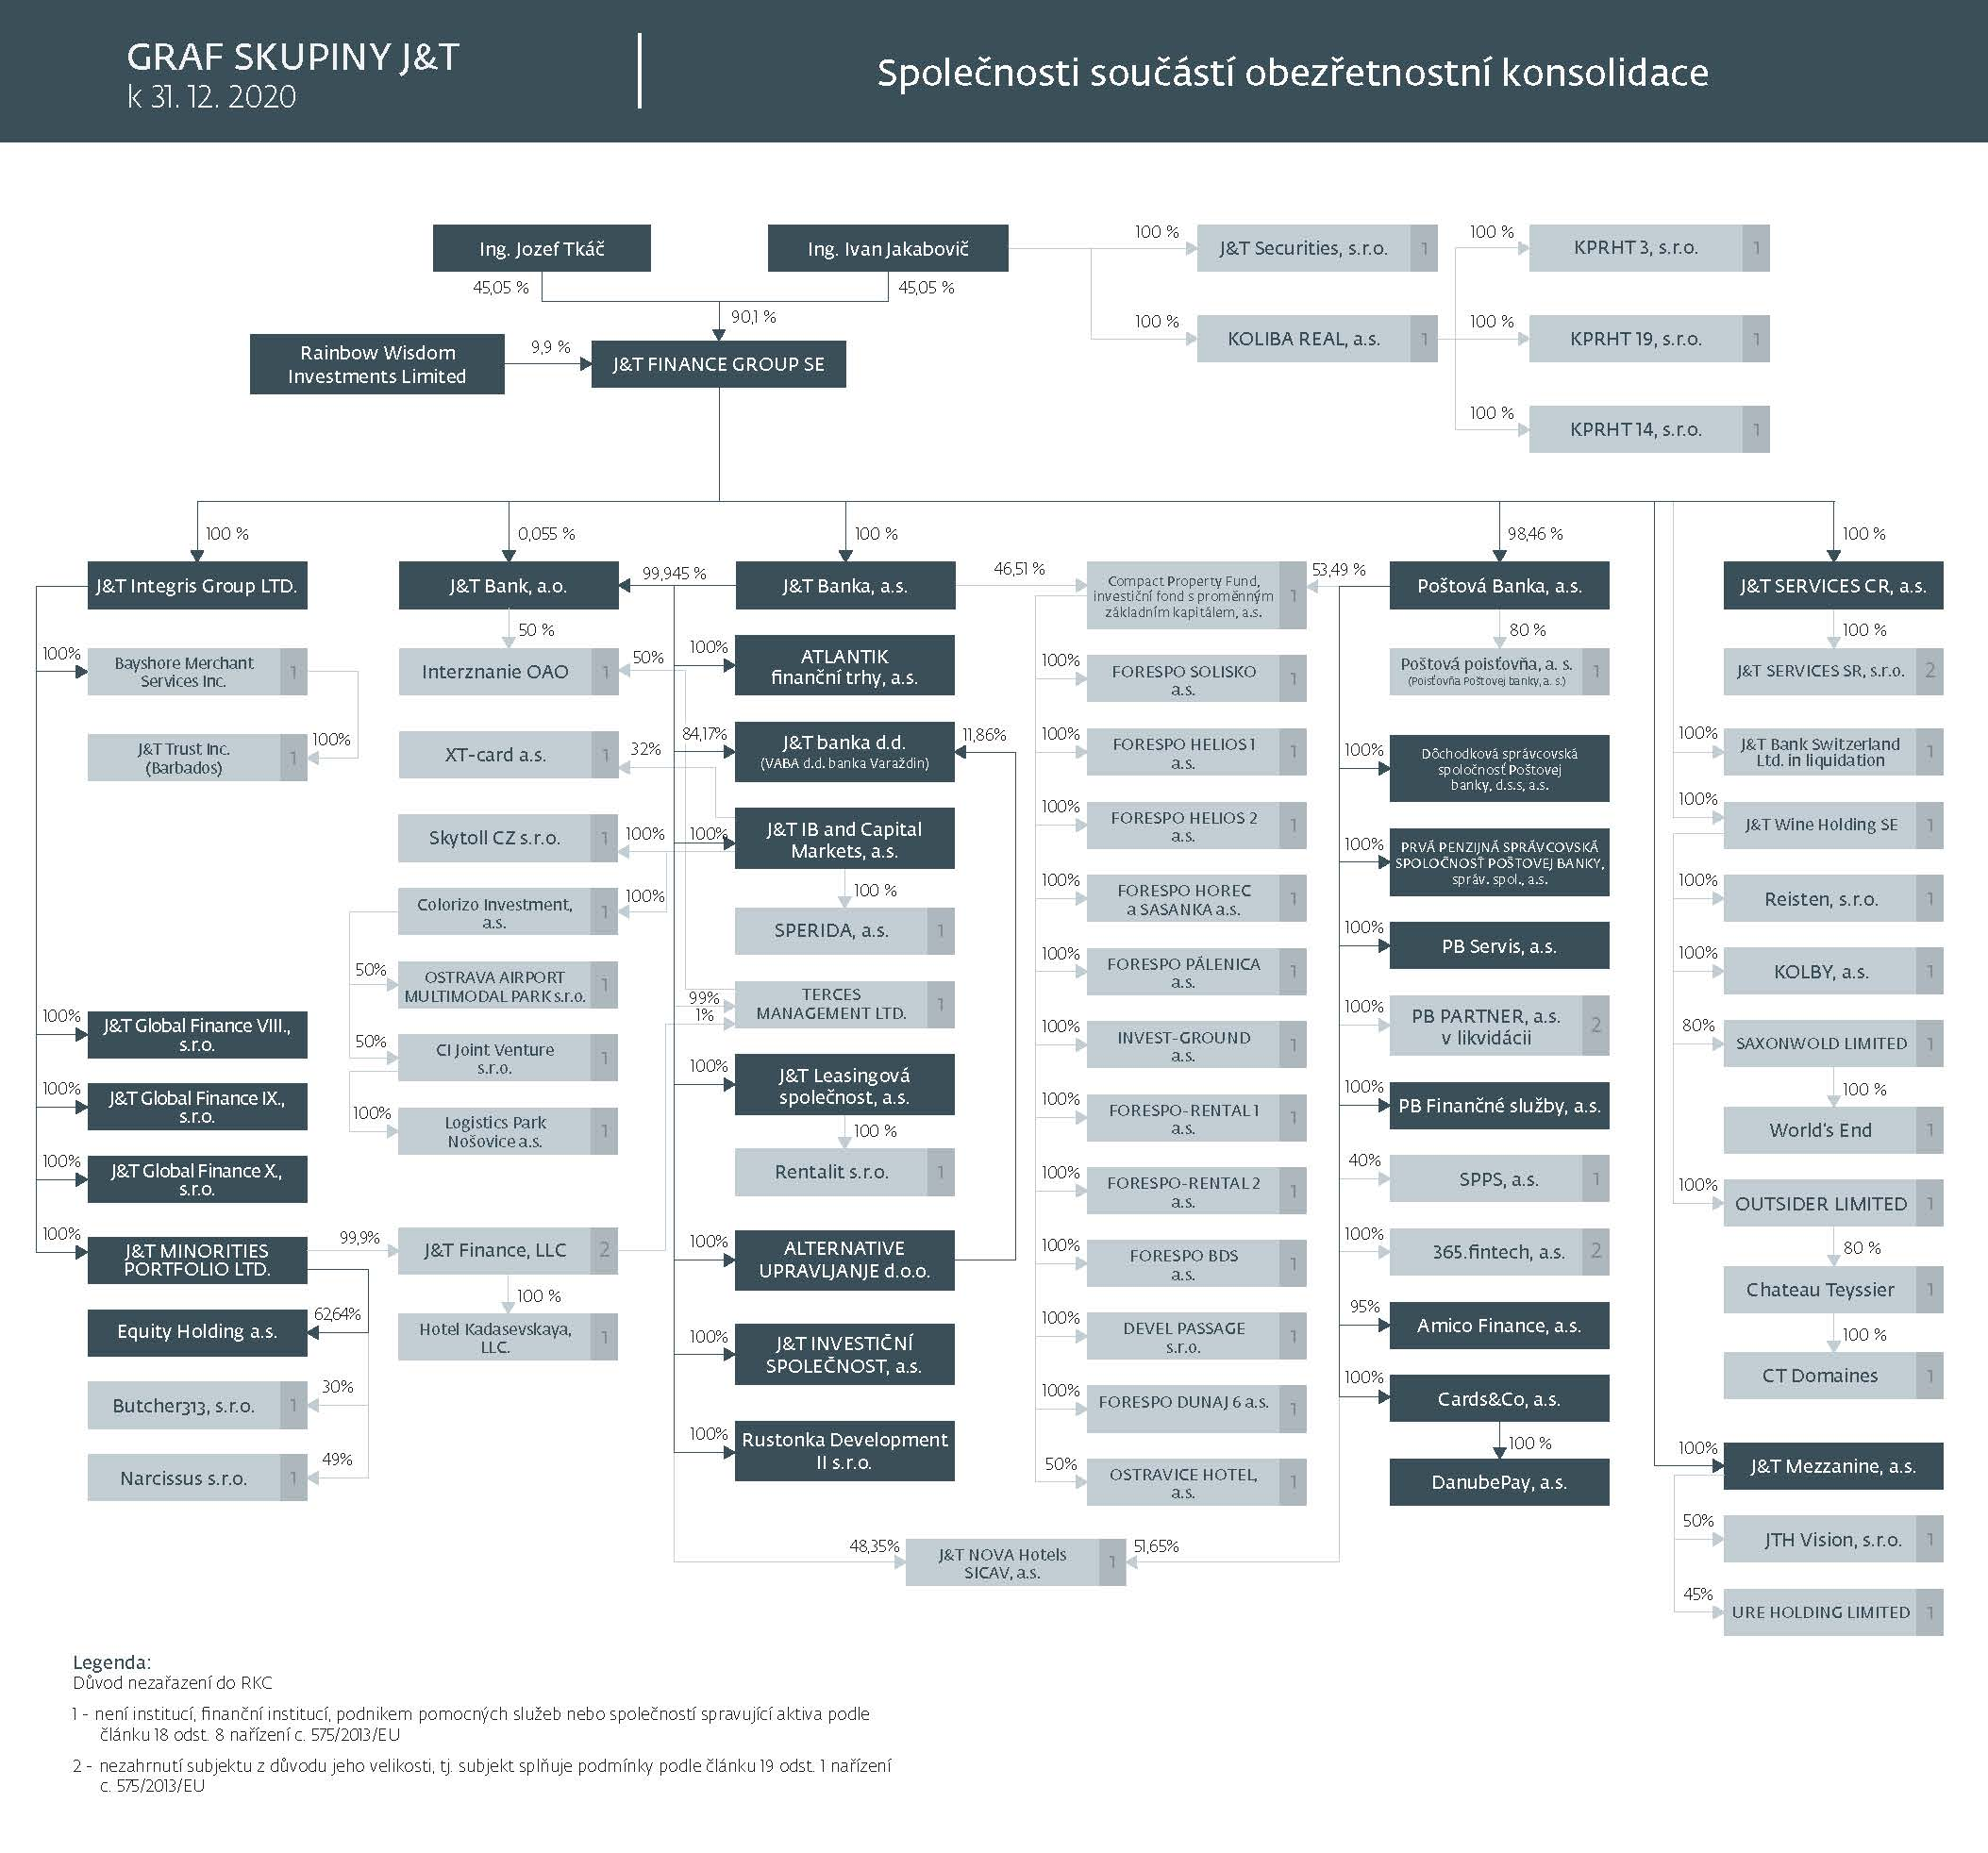 GRAF SKUPINY J&T
k 31. 12. 2020
Společnosti součástí obezřetnostní konsolidace
Ing. Jozef Tkáč
Ing. Ivan Jakabovič
45,05 %
45,05 %
90,1 %
Rainbow Wisdom
Investments Limited
9,9 %
J&T FINANCE GROUP SE
100 %
J&T Securities, s.r.o.
1
100 %
KOLIBA REAL, a.s.
1
100 %
KPRHT 3, s.r.o.
1
100 %
KPRHT 19, s.r.o.
1
100 %
KPRHT 14, s.r.o.
1
100 %
J&T Integris Group LTD.
100%
Bayshore Merchant
Services Inc.
1
100%
J&T Trust Inc.
(Barbados)
1
100%
J&T Global Finance VIII.,
s.r.o.
100%
J&T Global Finance IX.,
s.r.o.
100%
J&T Global Finance X.,
s.r.o.
100%
J&T MINORITIES
PORTFOLIO LTD.
62,64%
Equity Holding a.s.
30%
Butcher313, s.r.o.
1
49%
Narcissus s.r.o.
1
0,055 %
J&T Bank, a.o.
99,945 %
50 %
Interznanie OAO
1
50%
XT-card a.s.
1
32%
Skytoll CZ s.r.o.
1
100%
Colorizo Investment,
a.s.
1
100%
50%
OSTRAVA AIRPORT
MULTIMODAL PARK s.r.o.
1
50%
CI Joint Venture
s.r.o.
1
100%
Logistics Park
Nošovice a.s.
1
99,9%
J&T Finance, LLC
2
100 %
Hotel Kadasevskaya,
LLC.
1
100 %
J&T Banka, a.s.
100%
ATLANTIK
finanční trhy, a.s.
84,17%
J&T banka d.d.
(VABA d.d. banka Varaždin)
11,86%
100%
J&T IB and Capital
Markets, a.s.
100 %
SPERIDA, a.s.
1
99%
1%
TERCES
MANAGEMENT LTD.
1
100%
J&T Leasingová
společnost, a.s.
100 %
Rentalit s.r.o.
1
100%
ALTERNATIVE
UPRAVLJANJE d.o.o.
100%
J&T INVESTIČNÍ
SPOLEČNOST, a.s.
100%
Rustonka Development
II s.r.o.
48,35%
J&T NOVA Hotels
SICAV, a.s.
1
51,65%
46,51 %
Compact Property Fund,
investiční fond s proměnným
základním kapitálem, a.s.
1
53,49 %
100%
FORESPO SOLISKO
a.s.
1
100%
FORESPO HELIOS 1
a.s.
1
100%
FORESPO HELIOS 2
a.s.
1
100%
FORESPO HOREC
a SASANKA a.s.
1
100%
FORESPO PÁLENICA
a.s.
1
100%
INVEST-GROUND
a.s.
1
100%
FORESPO-RENTAL 1
a.s.
1
100%
FORESPO-RENTAL 2
a.s.
1
100%
FORESPO BDS
a.s.
1
100%
DEVEL PASSAGE
s.r.o.
1
100%
FORESPO DUNAJ 6 a.s.
1
50%
OSTRAVICE HOTEL,
a.s.
1
98,46 %
Poštová Banka, a.s.
80 %
Poštová poisťovňa, a. s.
(Poisťovňa Poštovej banky, a. s.)
1
100%
Dôchodková správcovská
spoločnosť Poštovej
banky, d.s.s, a.s.
100%
PRVÁ PENZIJNÁ SPRÁVCOVSKÁ
SPOLOČNOSŤ POŠTOVEJ BANKY,
správ. spol., a.s.
100%
PB Servis, a.s.
100%
PB PARTNER, a.s.
v likvidácii
2
100%
PB Finančné služby, a.s.
40%
SPPS, a.s.
1
100%
365.fintech, a.s.
2
95%
Amico Finance, a.s.
100%
Cards&Co, a.s.
100 %
DanubePay, a.s.
100 %
J&T SERVICES CR, a.s.
100 %
J&T SERVICES SR, s.r.o.
2
100%
J&T Bank Switzerland
Ltd. in liquidation
1
100%
J&T Wine Holding SE
1
100%
Reisten, s.r.o.
1
100%
KOLBY, a.s.
1
80%
SAXONWOLD LIMITED
1
100 %
World's End
1
100%
OUTSIDER LIMITED
1
80 %
Chateau Teyssier
1
100 %
CT Domaines
1
100%
J&T Mezzanine, a.s.
50%
JTH Vision, s.r.o.
1
45%
URE HOLDING LIMITED
1
Legenda:
Důvod nezařazení do RKC
1 - není institucí, finanční institucí, podnikem pomocných služeb nebo společností spravující aktiva podle
článku 18 odst. 8 nařízení c. 575/2013/EU
2 - nezahrnutí subjektu z důvodu jeho velikosti, tj. subjekt splňuje podmínky podle článku 19 odst. 1 nařízení
c. 575/2013/EU